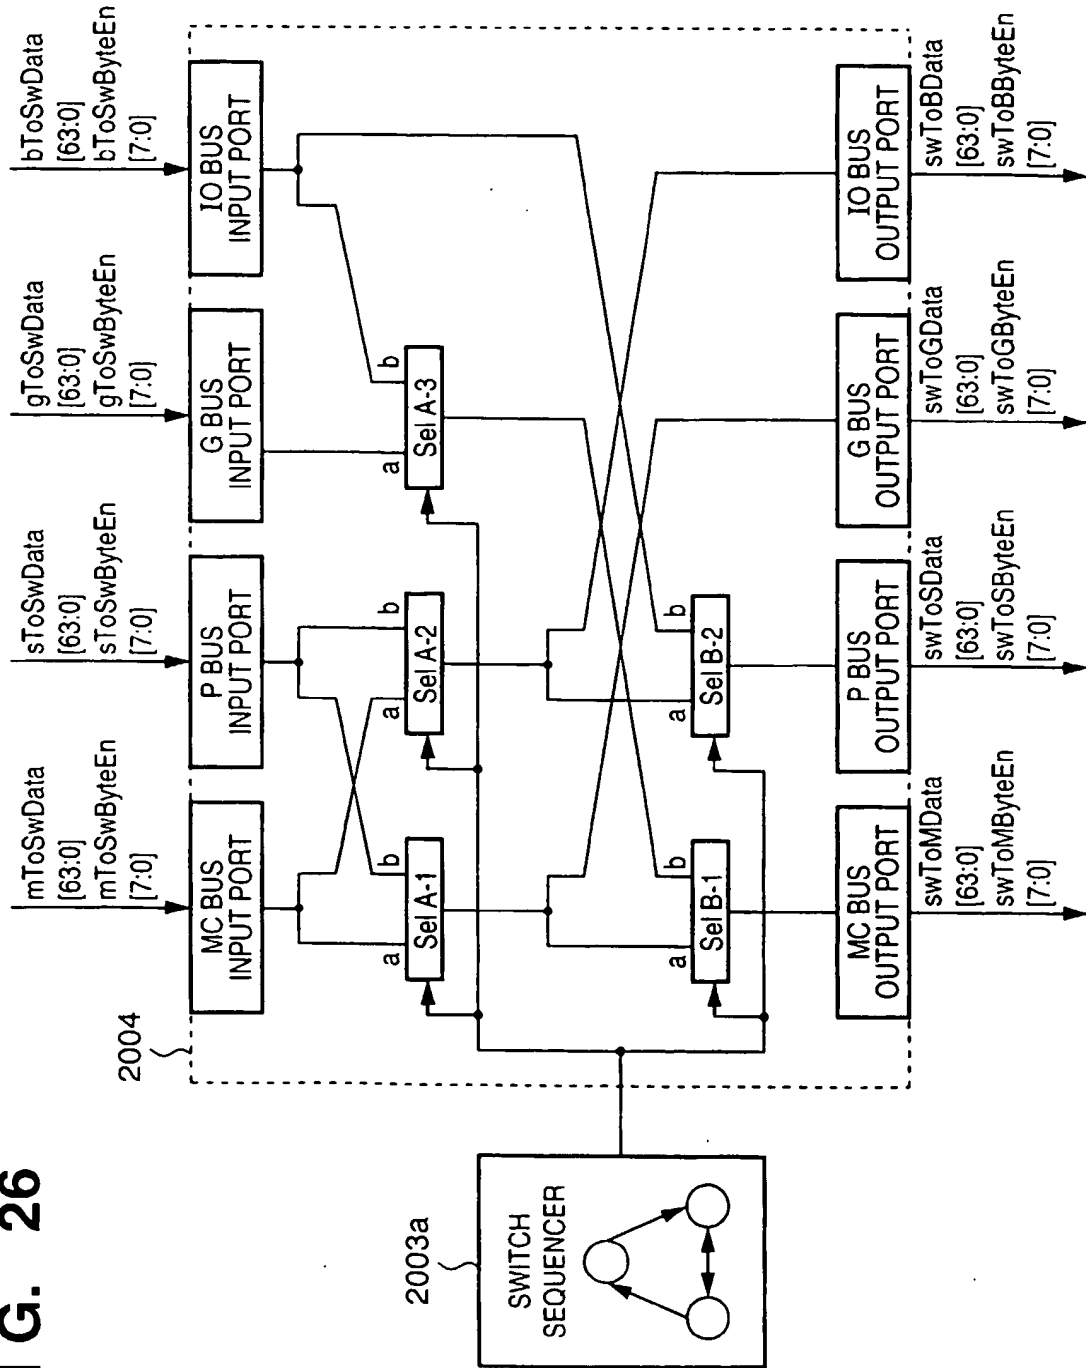 G. 26
mToSwData
[63:0]
mToSwByteEn
[7:0]
sToSwData
[63:0]
sToSwByteEn
[7:0]
gToSwData
[63:0]
gToSwByteEn
[7:0]
bToSwData
[63:0]
bToSwByteEn
[7:0]
2004
MC BUS
INPUT PORT
P BUS
INPUT PORT
G BUS
INPUT PORT
IO BUS
INPUT PORT
a
b
Sel A-1
a
b
Sel A-2
a
b
Sel A-3
2003a
SWITCH
SEQUENCER
a
b
Sel B-1
a
b
Sel B-2
MC BUS
OUTPUT PORT
P BUS
OUTPUT PORT
G BUS
OUTPUT PORT
IO BUS
OUTPUT PORT
swToMData
[63:0]
swToMByteEn
[7:0]
swToSData
[63:0]
swToSByteEn
[7:0]
swToGData
[63:0]
swToGByteEn
[7:0]
swToBData
[63:0]
swToBByteEn
[7:0]